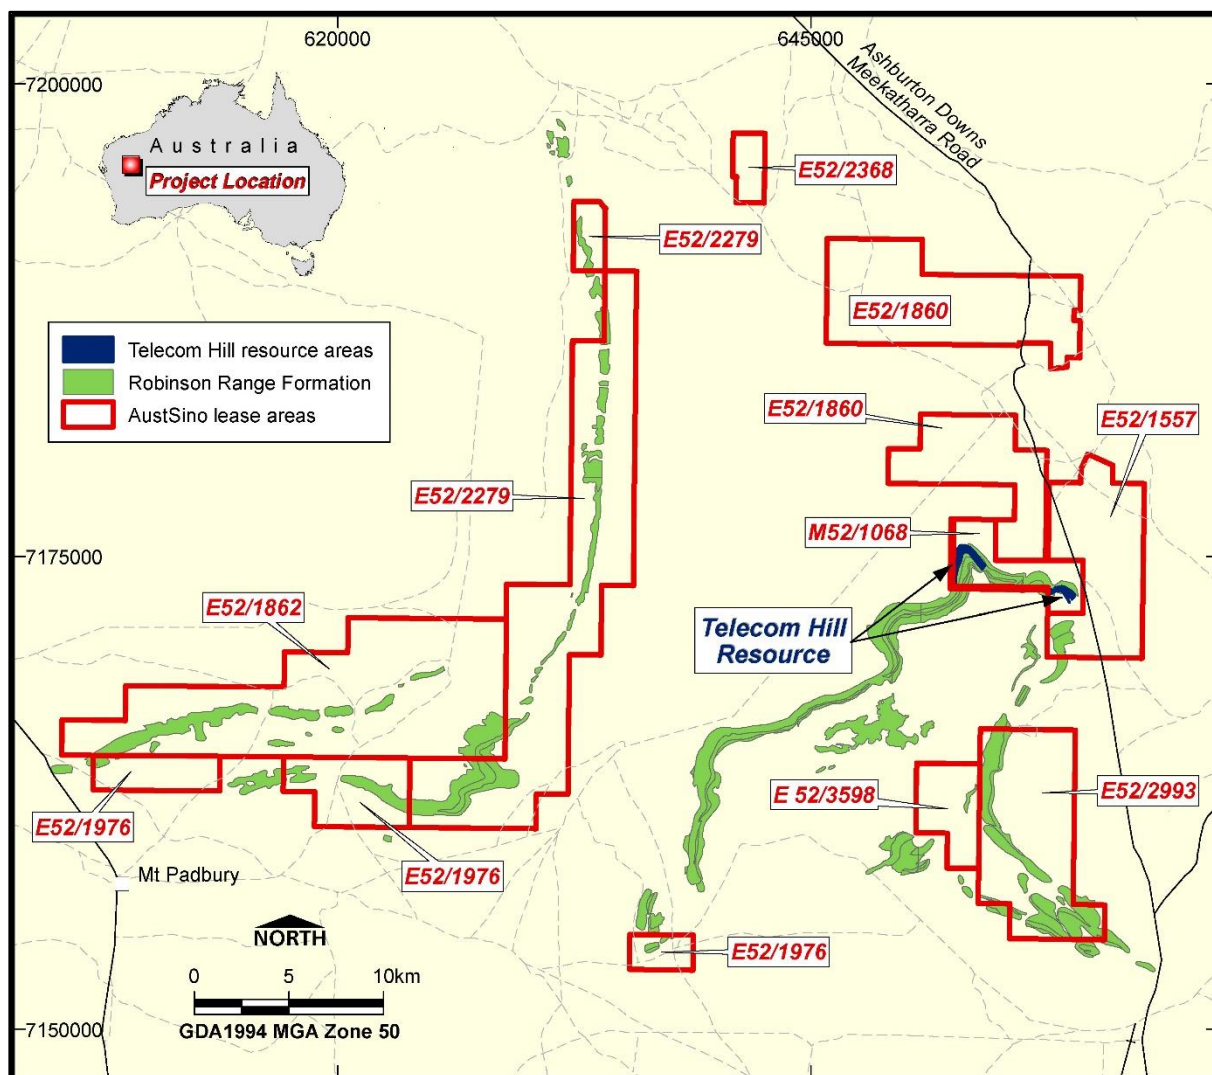 620000
645000
7200000
Ashburton Downs
Meekatharra Road
Australia
Project Location
E52/2368
E52/2279
E52/1860
Telecom Hill resource areas
Robinson Range Formation
AustSino lease areas
E52/1860
E52/1557
E52/2279
M52/1068
7175000
E52/1862
Telecom Hill
Resource
E 52/3598
E52/2993
E52/1976
E52/1976
Mt Padbury
NORTH
E52/1976
0 5 10km
GDA1994 MGA Zone 50
7150000